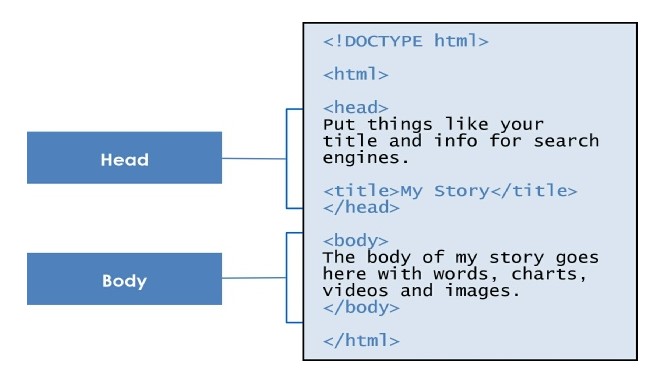 Head
Body
<!DOCTYPE html>
<html>
<head>
Put things like your
title and info for search
engines.
<title>My Story</title>
</head>
<body>
The body of my story goes
here with words, charts,
videos and images.
</body>
</html>